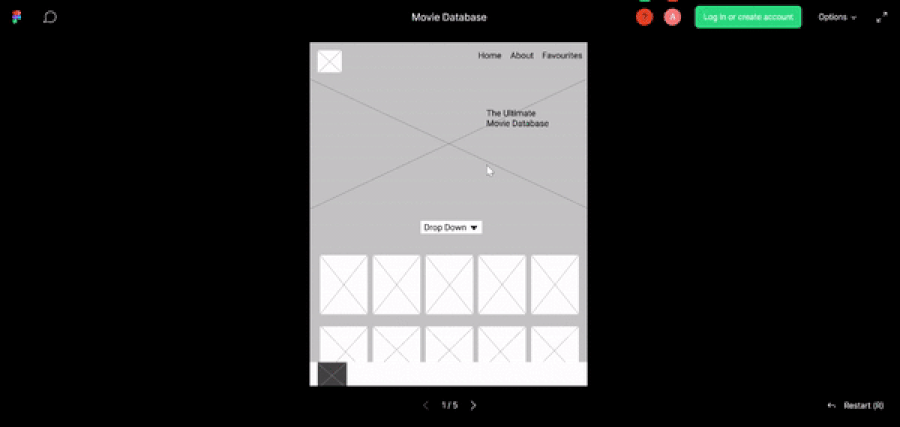 Movie Database
? A Log in or create account Options
Home About Favourites
The Ultimate
Movie Database
Drop Down
1 / 5
Restart (R)